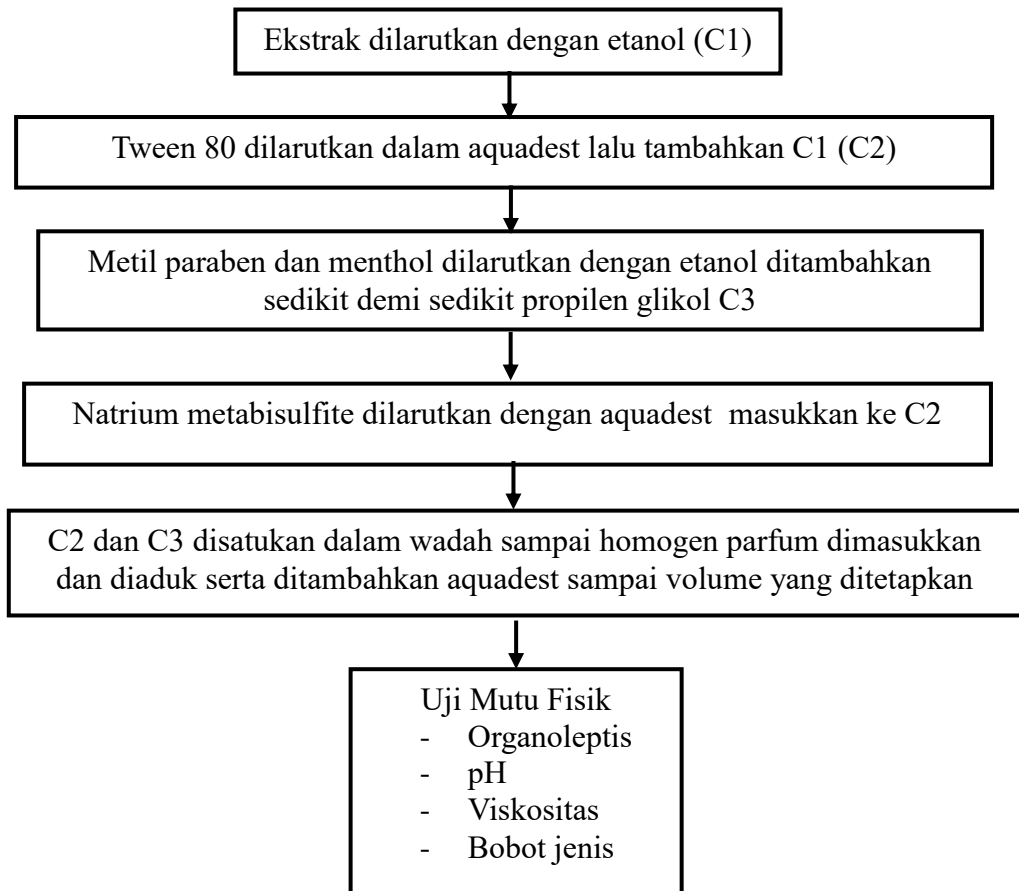 Ekstrak dilarutkan dengan etanol (C1)
Tween 80 dilarutkan dalam aquadest lalu tambahkan C1 (C2)
Metil paraben dan menthol dilarutkan dengan etanol ditambahkan
sedikit demi sedikit propilen glikol C3
Natrium metabisulfite dilarutkan dengan aquadest  masukkan ke C2
C2 dan C3 disatukan dalam wadah sampai homogen parfum dimasukkan
dan diaduk serta ditambahkan aquadest sampai volume yang ditetapkan
Uji Mutu Fisik
- Organoleptis
- pH
- Viskositas
- Bobot jenis